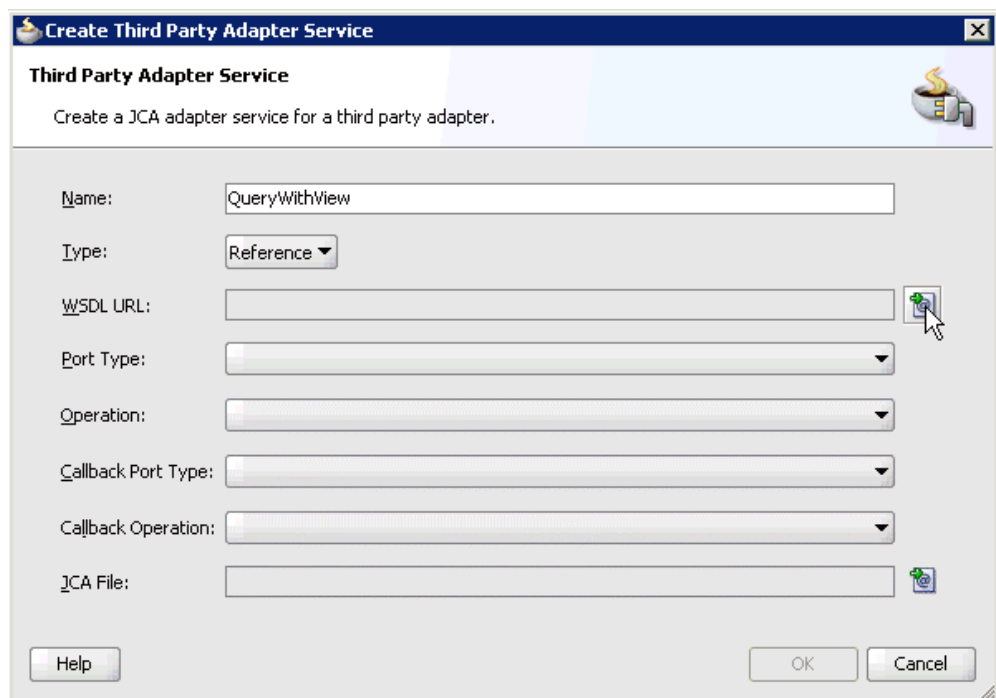 Create Third Party Adapter Service
Third Party Adapter Service
Create a JCA adapter service for a third party adapter.
Name: QueryWithView
Type: Reference
WSDL URL:
Port Type:
Operation:
Callback Port Type:
Callback Operation:
JCA File:
Help OK Cancel